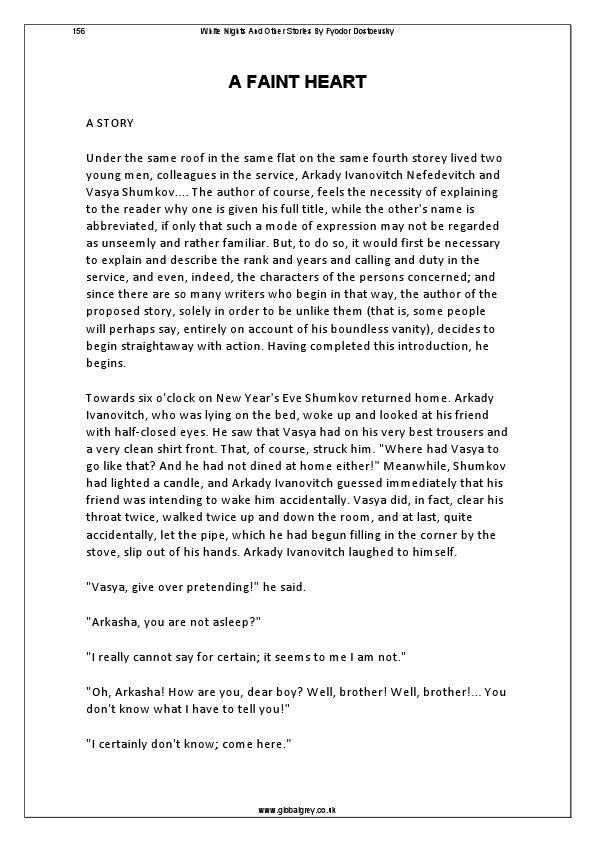 156 White Nights And Other Stories By Fyodor Dostoevsky
A FAINT HEART
A STORY
Under the same roof in the same flat on the same fourth storey lived two
young men, colleagues in the service, Arkady Ivanovitch Nefedevitch and
Vasya Shumkov.... The author of course, feels the necessity of explaining
to the reader why one is given his full title, while the other's name is
abbreviated, if only that such a mode of expression may not be regarded
as unseemly and rather familiar. But, to do so, it would first be necessary
to explain and describe the rank and years and calling and duty in the
service, and even, indeed, the characters of the persons concerned; and
since there are so many writers who begin in that way, the author of the
proposed story, solely in order to be unlike them (that is, some people
will perhaps say, entirely on account of his boundless vanity), decides to
begin straightaway with action. Having completed this introduction, he
begins.
Towards six o'clock on New Year's Eve Shumkov returned home. Arkady
Ivanovitch, who was lying on the bed, woke up and looked at his friend
with half-closed eyes. He saw that Vasya had on his very best trousers and
a very clean shirt front. That, of course, struck him. "Where had Vasya to
go like that? And he had not dined at home either!" Meanwhile, Shumkov
had lighted a candle, and Arkady Ivanovitch guessed immediately that his
friend was intending to wake him accidentally. Vasya did, in fact, clear his
throat twice, walked twice up and down the room, and at last, quite
accidentally, let the pipe, which he had begun filling in the corner by the
stove, slip out of his hands. Arkady Ivanovitch laughed to himself.
"Vasya, give over pretending!" he said.
"Arkasha, you are not asleep?"
"I really cannot say for certain; it seems to me I am not."
"Oh, Arkasha! How are you, dear boy? Well, brother! Well, brother!... You
don't know what I have to tell you!"
"I certainly don't know; come here."
www.globalgrey.co.uk